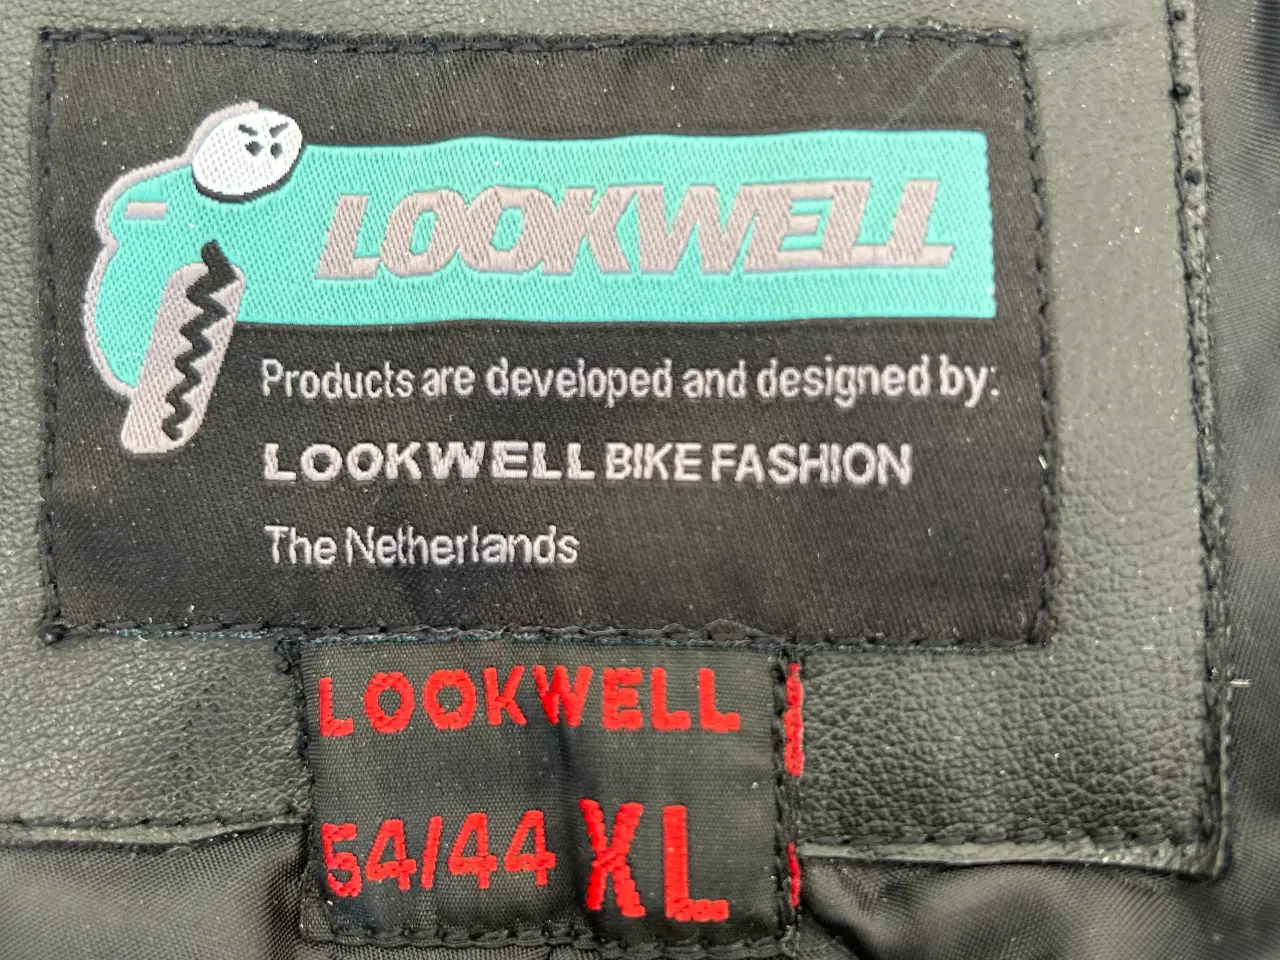 LOOKWELL
Products are developed and designed by:
LOOKWELL BIKE FASHION
The Netherlands
LOOKWELL
54/44 XL